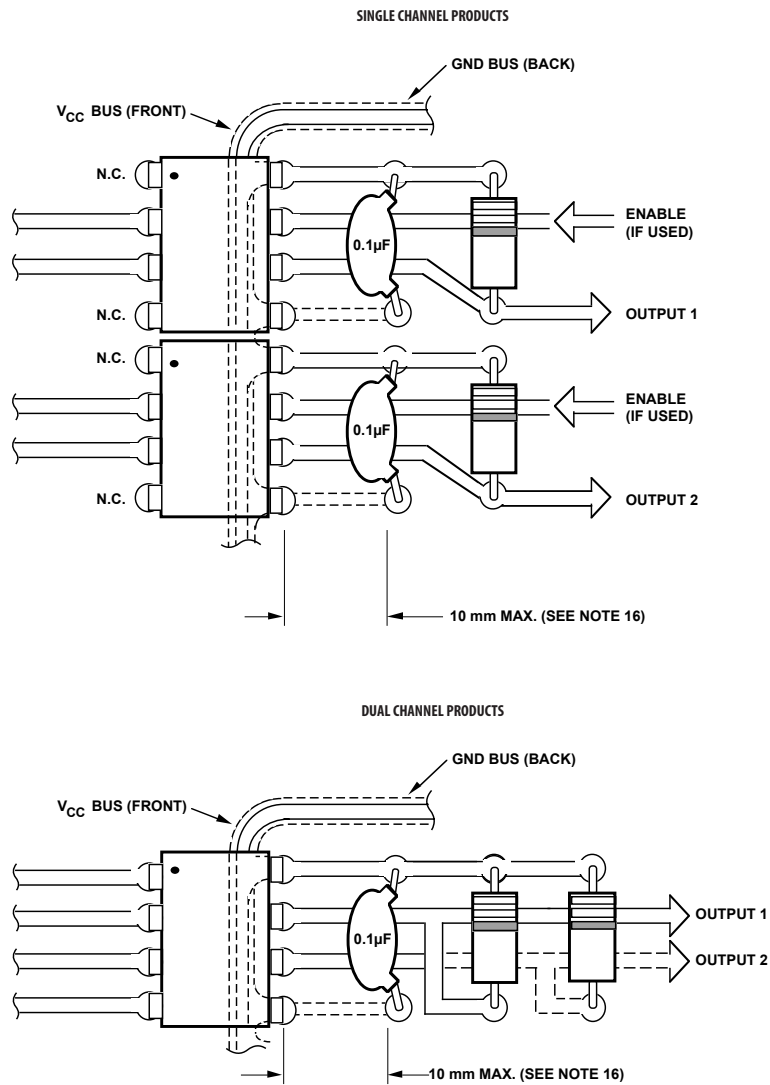 SINGLE CHANNEL PRODUCTS
GND BUS (BACK)
VCC BUS (FRONT)
N.C.
0.1µF
ENABLE
(IF USED)
N.C.
OUTPUT 1
N.C.
0.1µF
ENABLE
(IF USED)
N.C.
OUTPUT 2
10 mm MAX. (SEE NOTE 16)
DUAL CHANNEL PRODUCTS
GND BUS (BACK)
VCC BUS (FRONT)
OUTPUT 1
0.1µF
OUTPUT 2
10 mm MAX. (SEE NOTE 16)